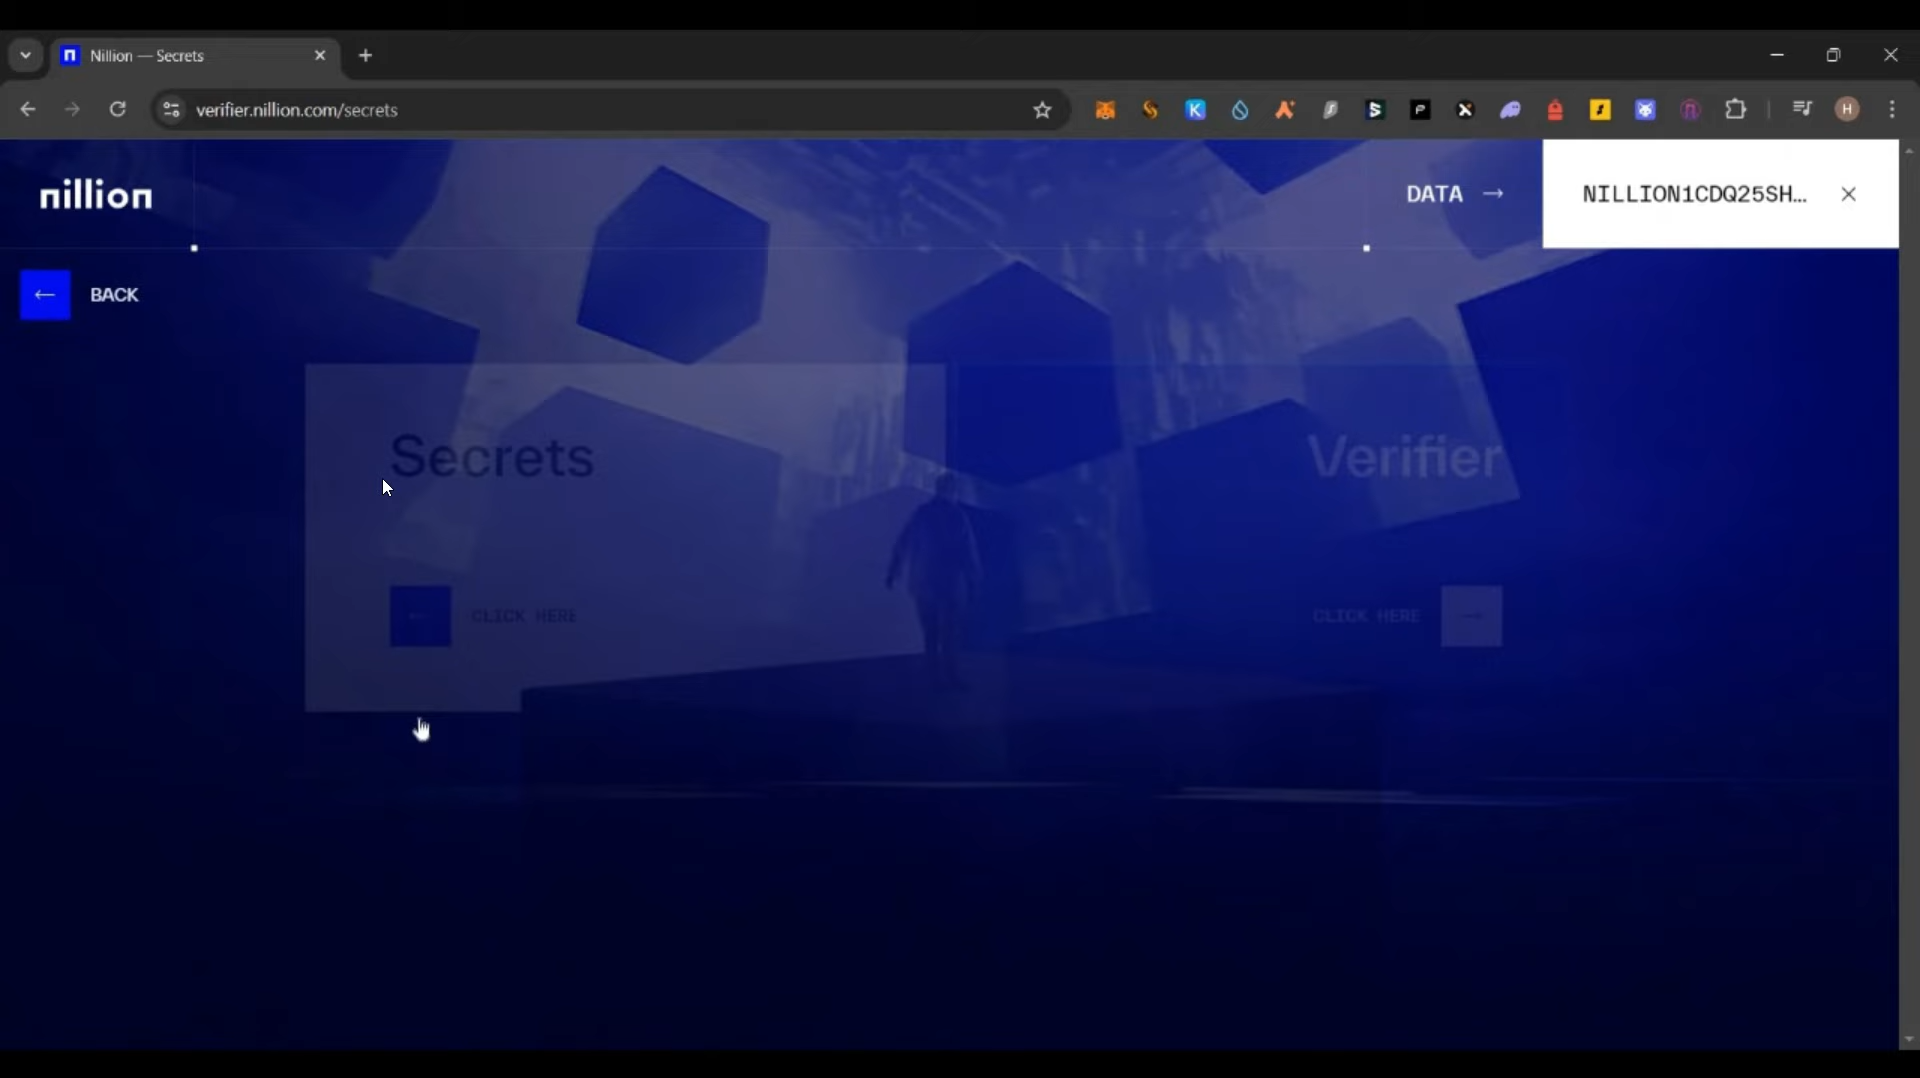 Nillion — Secrets
verifier.nillion.com/secrets
H
nillion
DATA →
NILLION1CDQ25SH...
BACK
Secrets
Verifier
CLICK HERE
CLICK HERE